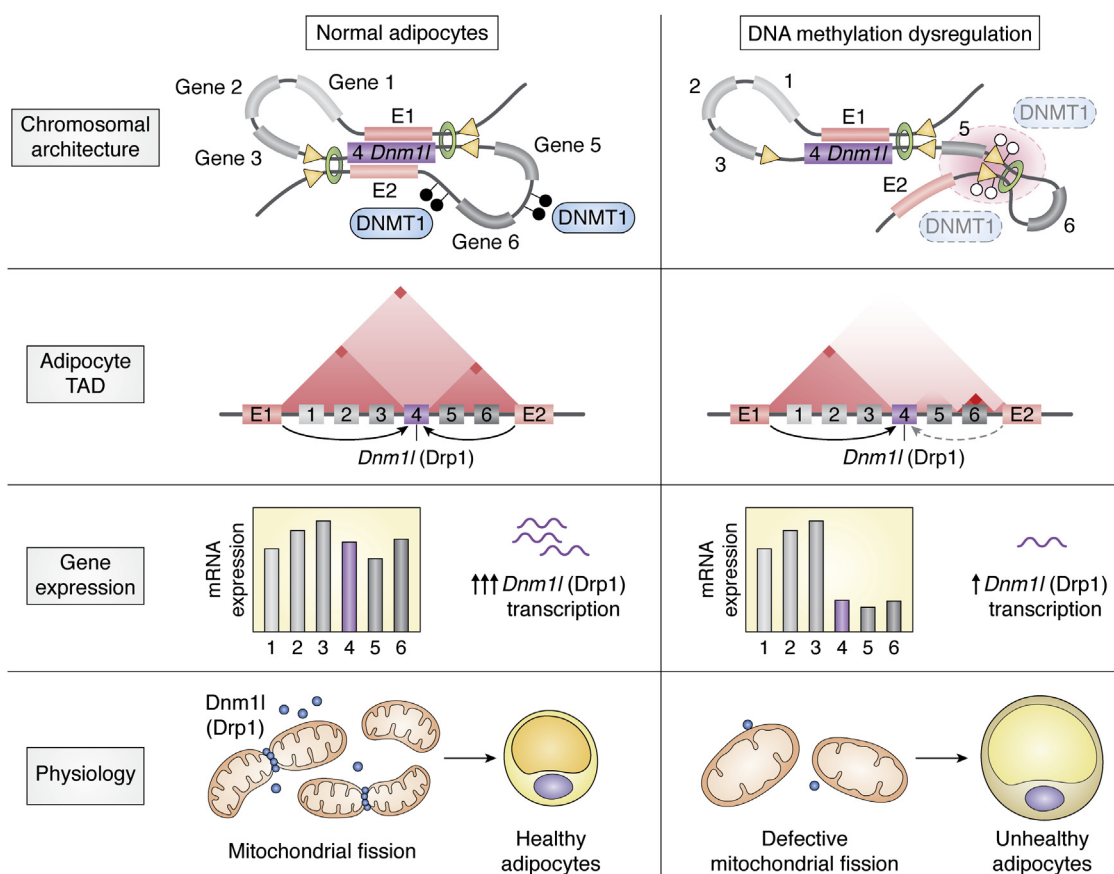 Normal adipocytes
DNA methylation dysregulation
Chromosomal
architecture
Gene 2
Gene 1
E1
Gene 3
4 Dnm1l
Gene 5
E2
DNMT1
DNMT1
Gene 6
2
1
E1
DNMT1
5
3
4 Dnm1l
E2
DNMT1
6
Adipocyte
TAD
E1 1 2 3 4 5 6 E2
Dnm1l (Drp1)
E1 1 2 3 4 5 6 E2
Dnm1l (Drp1)
Gene
expression
mRNA
expression
1 2 3 4 5 6
↑↑↑ Dnm1l (Drp1)
transcription
mRNA
expression
1 2 3 4 5 6
↑ Dnm1l (Drp1)
transcription
Physiology
Dnm1l
(Drp1)
Mitochondrial fission
Healthy
adipocytes
Defective
mitochondrial fission
Unhealthy
adipocytes